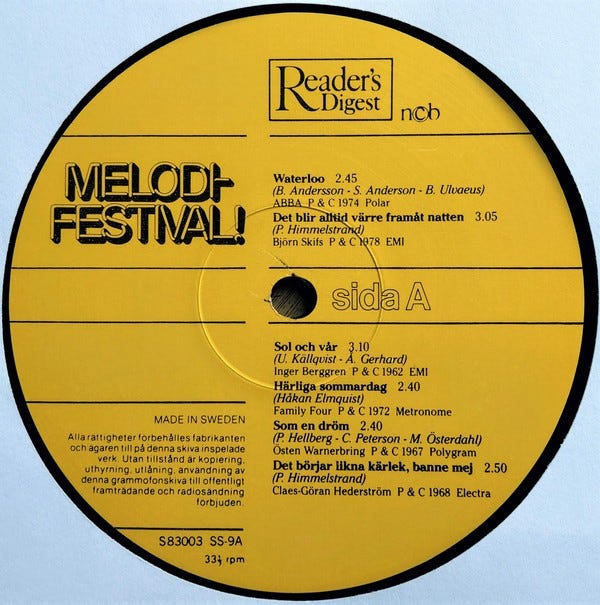 Reader's
Digest
ncb
MELODI-
FESTIVAL!
Waterloo 2.45
(B. Andersson - S. Anderson - B. Ulvaeus)
ABBA P & C 1974 Polar
Det blir alltid värre framåt natten 3.05
(P. Himmelstrand)
Björn Skifs P & C 1978 EMI
sida A
Sol och vår 3.10
(U. Källqvist - Å. Gerhard)
Inger Berggren P & C 1962 EMI
Härliga sommardag 2.40
(Håkan Elmquist)
Family Four P & C 1972 Metronome
Som en dröm 2.40
(P. Hellberg - C. Peterson - M. Österdahl)
Östen Warnerbring P & C 1967 Polygram
Det börjar likna kärlek, banne mej 2.50
(P. Himmelstrand)
Claes-Göran Hederström P & C 1968 Electra
MADE IN SWEDEN
Alla rättigheter förbehålles fabrikanten
och ägaren till på denna skiva inspelade
verk. Utan tillstånd är kopiering,
uthyrning, utlåning, användning av
denna grammofonskiva till offentligt
framträdande och radiosändning
förbjuden.
S83003 SS-9A
33⅓ rpm